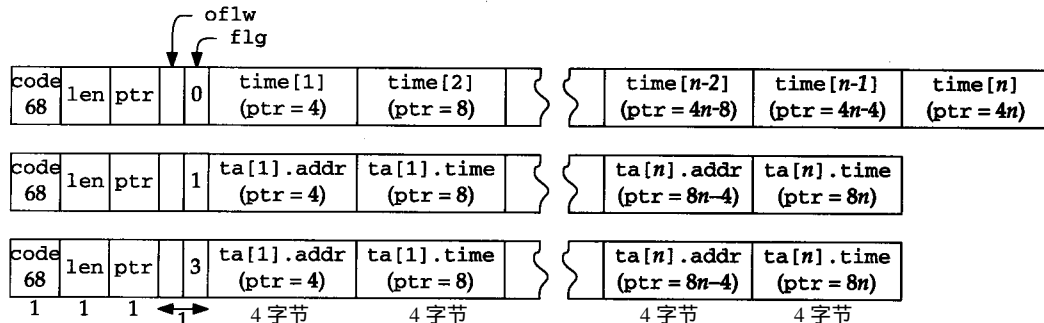 oflw
flg
code 68 len ptr 0 time[1] (ptr = 4) time[2] (ptr = 8) time[n-2] (ptr = 4n-8) time[n-1] (ptr = 4n-4) time[n] (ptr = 4n)
code 68 len ptr 1 ta[1].addr (ptr = 4) ta[1].time (ptr = 8) ta[n].addr (ptr = 8n–4) ta[n].time (ptr = 8n)
code 68 len ptr 3 ta[1].addr (ptr = 4) ta[1].time (ptr = 8) ta[n].addr (ptr = 8n–4) ta[n].time (ptr = 8n)
1 1 1 1 4 字节 4 字节 4 字节 4 字节